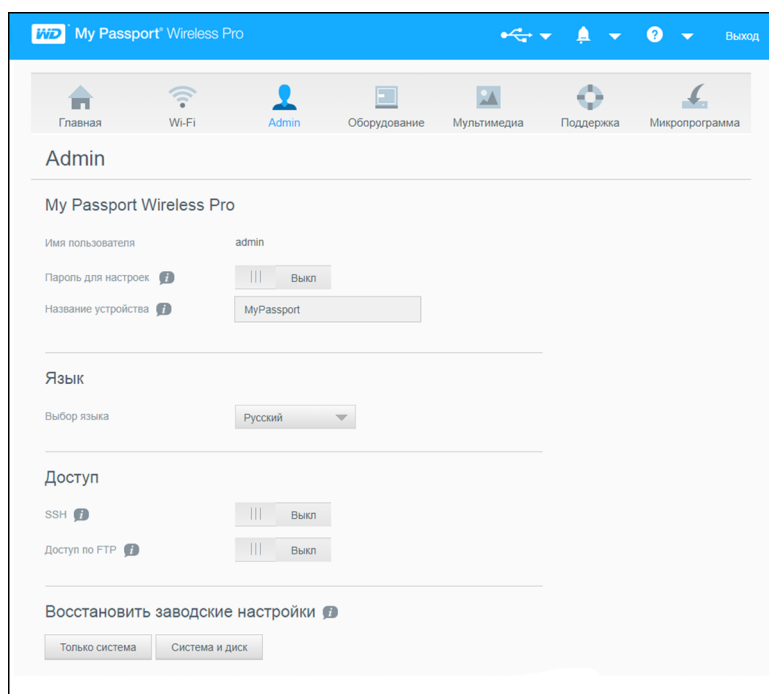 WD My Passport® Wireless Pro
? Выход
Главная Wi-Fi Admin Оборудование Мультимедиа Поддержка Микропрограмма
Admin
My Passport Wireless Pro
Имя пользователя admin
Пароль для настроек i Выкл
Название устройства i MyPassport
Язык
Выбор языка Русский
Доступ
SSH i Выкл
Доступ по FTP i Выкл
Восстановить заводские настройки i
Только система Система и диск